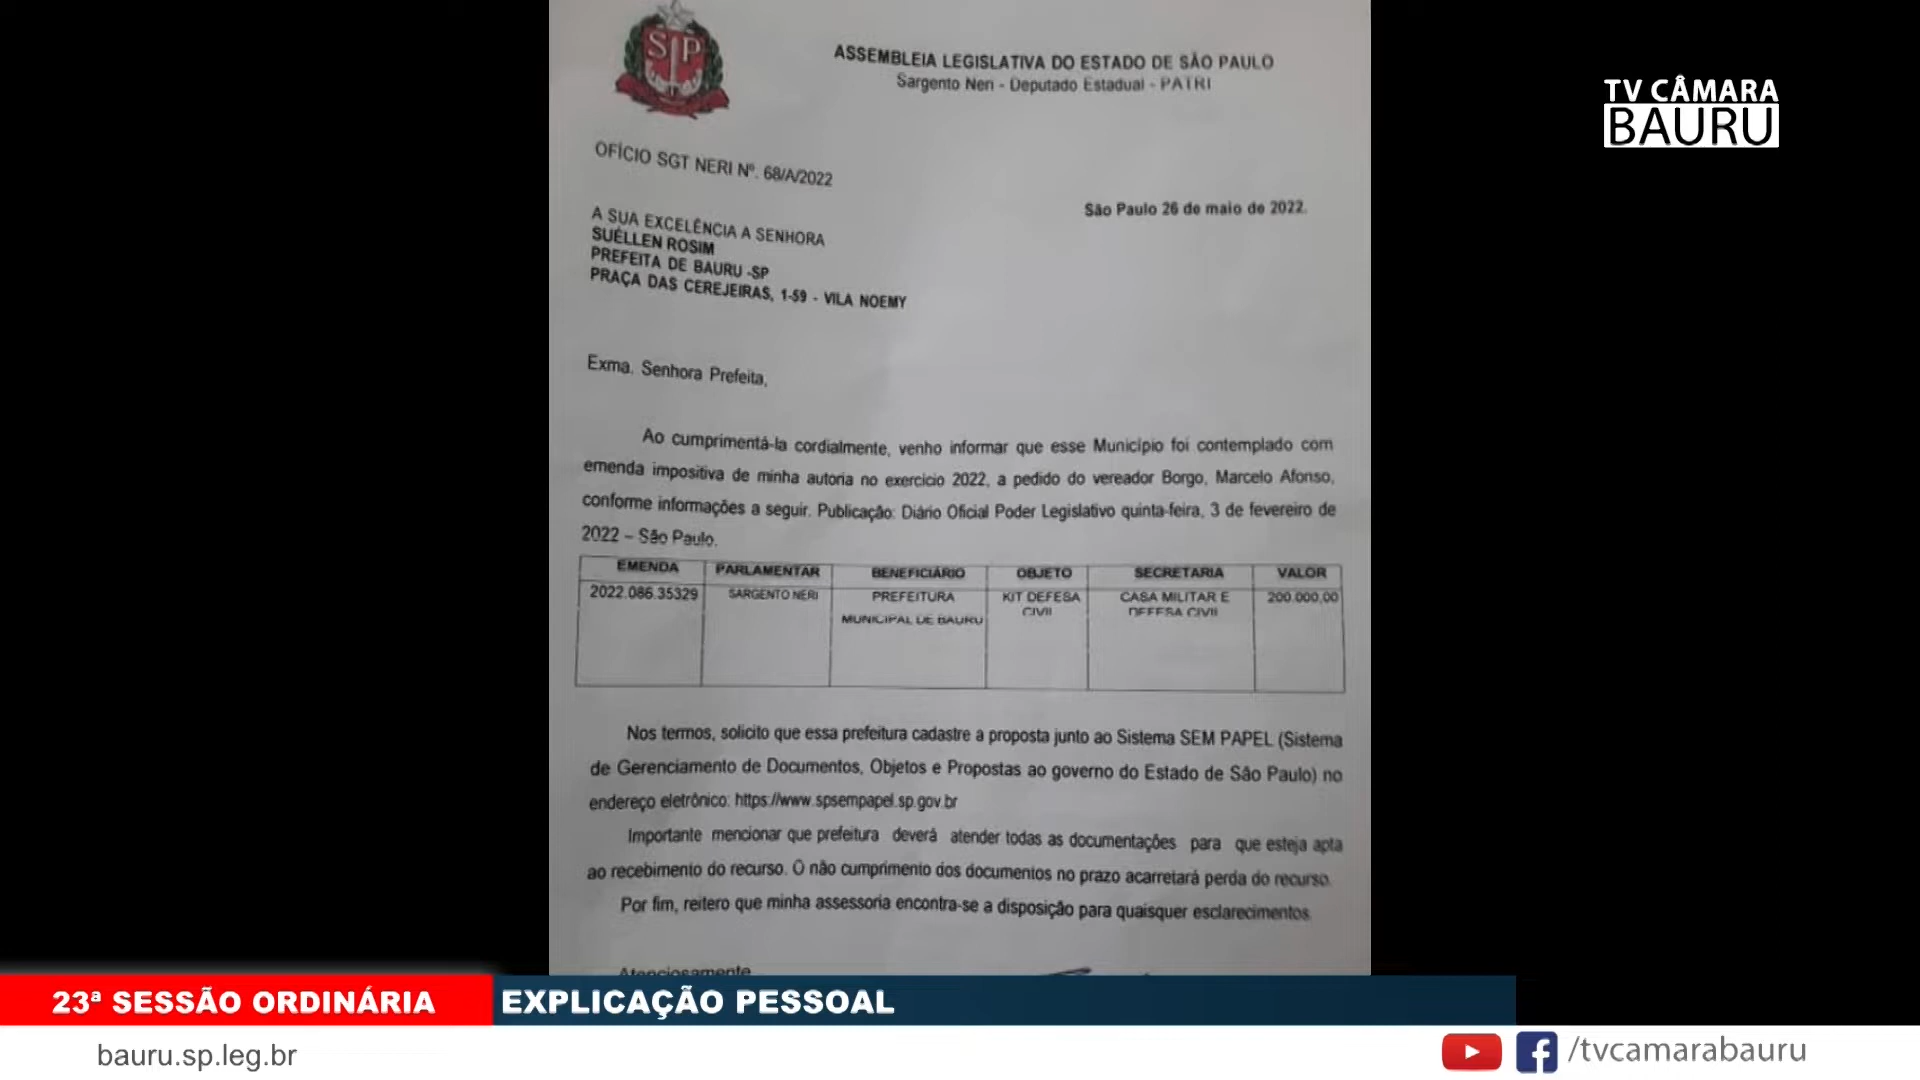 SP
ASSEMBLEIA LEGISLATIVA DO ESTADO DE SÃO PAULO
Sargento Neri - Deputado Estadual - PATRI
TV CÂMARA
BAURU
OFÍCIO SGT NERI Nº. 68/A/2022
São Paulo 26 de maio de 2022.
A SUA EXCELÊNCIA A SENHORA
SUÉLLEN ROSIM
PREFEITA DE BAURU -SP
PRAÇA DAS CEREJEIRAS, 1-59 - VILA NOEMY
Exma. Senhora Prefeita,
Ao cumprimentá-la cordialmente, venho informar que esse Município foi contemplado com
emenda impositiva de minha autoria no exercicio 2022, a pedido do vereador Borgo, Marcelo Afonso,
conforme informações a seguir. Publicação: Diário Oficial Poder Legislativo quinta-feira, 3 de fevereiro de
2022 – São Paulo.
EMENDA PARLAMENTAR BENEFICIÁRIO OBJETO SECRETARIA VALOR
2022.086.35329 SARGENTO NERI PREFEITURA KIT DEFESA CASA MILITAR E 200.000,00
MUNICIPAL DE BAURU CIVIL DEFESA CIVIL
Nos termos, solicito que essa prefeitura cadastre a proposta junto ao Sistema SEM PAPEL (Sistema
de Gerenciamento de Documentos, Objetos e Propostas ao governo do Estado de São Paulo) no
endereço eletrônico: https://www.spsempapel.sp.gov.br
Importante mencionar que prefeitura deverá atender todas as documentações para que esteja apta
ao recebimento do recurso. O não cumprimento dos documentos no prazo acarretará perda do recurso.
Por fim, reitero que minha assessoria encontra-se a disposição para quaisquer esclarecimentos.
Atenciosamente
23ª SESSÃO ORDINÁRIA EXPLICAÇÃO PESSOAL
bauru.sp.leg.br
/tvcamarabauru